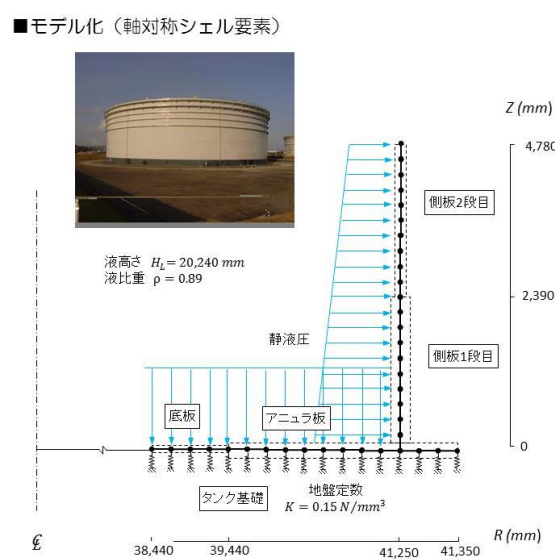 ■モデル化（軸対称シェル要素）
Z (mm)
4,780
側板2段目
液高さ H_L = 20,240 mm
液比重 ρ = 0.89
2,390
静液圧
側板1段目
底板
アニュラ板
0
タンク基礎
地盤定数
K = 0.15 N/mm³
℄
38,440
39,440
41,250
41,350
R (mm)